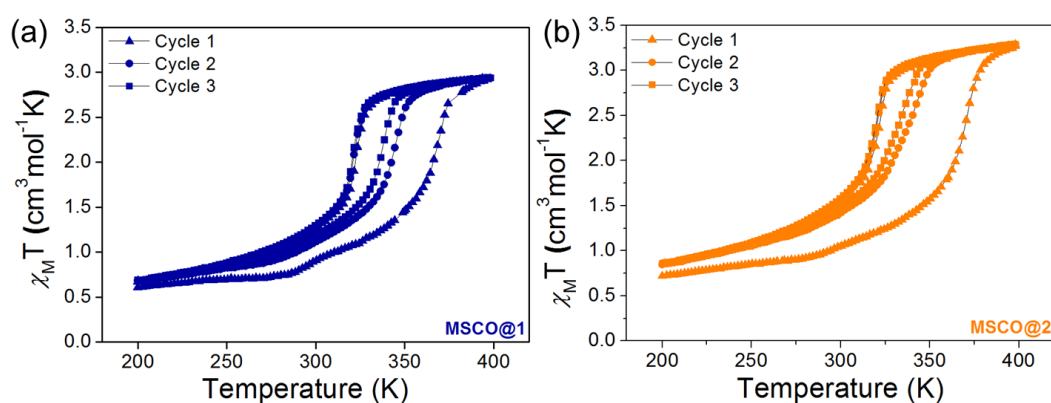 (a)
Cycle 1
Cycle 2
Cycle 3
χMT (cm³mol⁻¹K)
3.5
3.0
2.5
2.0
1.5
1.0
0.5
0.0
200
250
300
350
400
MSCO@1
Temperature (K)
(b)
Cycle 1
Cycle 2
Cycle 3
χMT (cm³mol⁻¹K)
3.5
3.0
2.5
2.0
1.5
1.0
0.5
0.0
200
250
300
350
400
MSCO@2
Temperature (K)